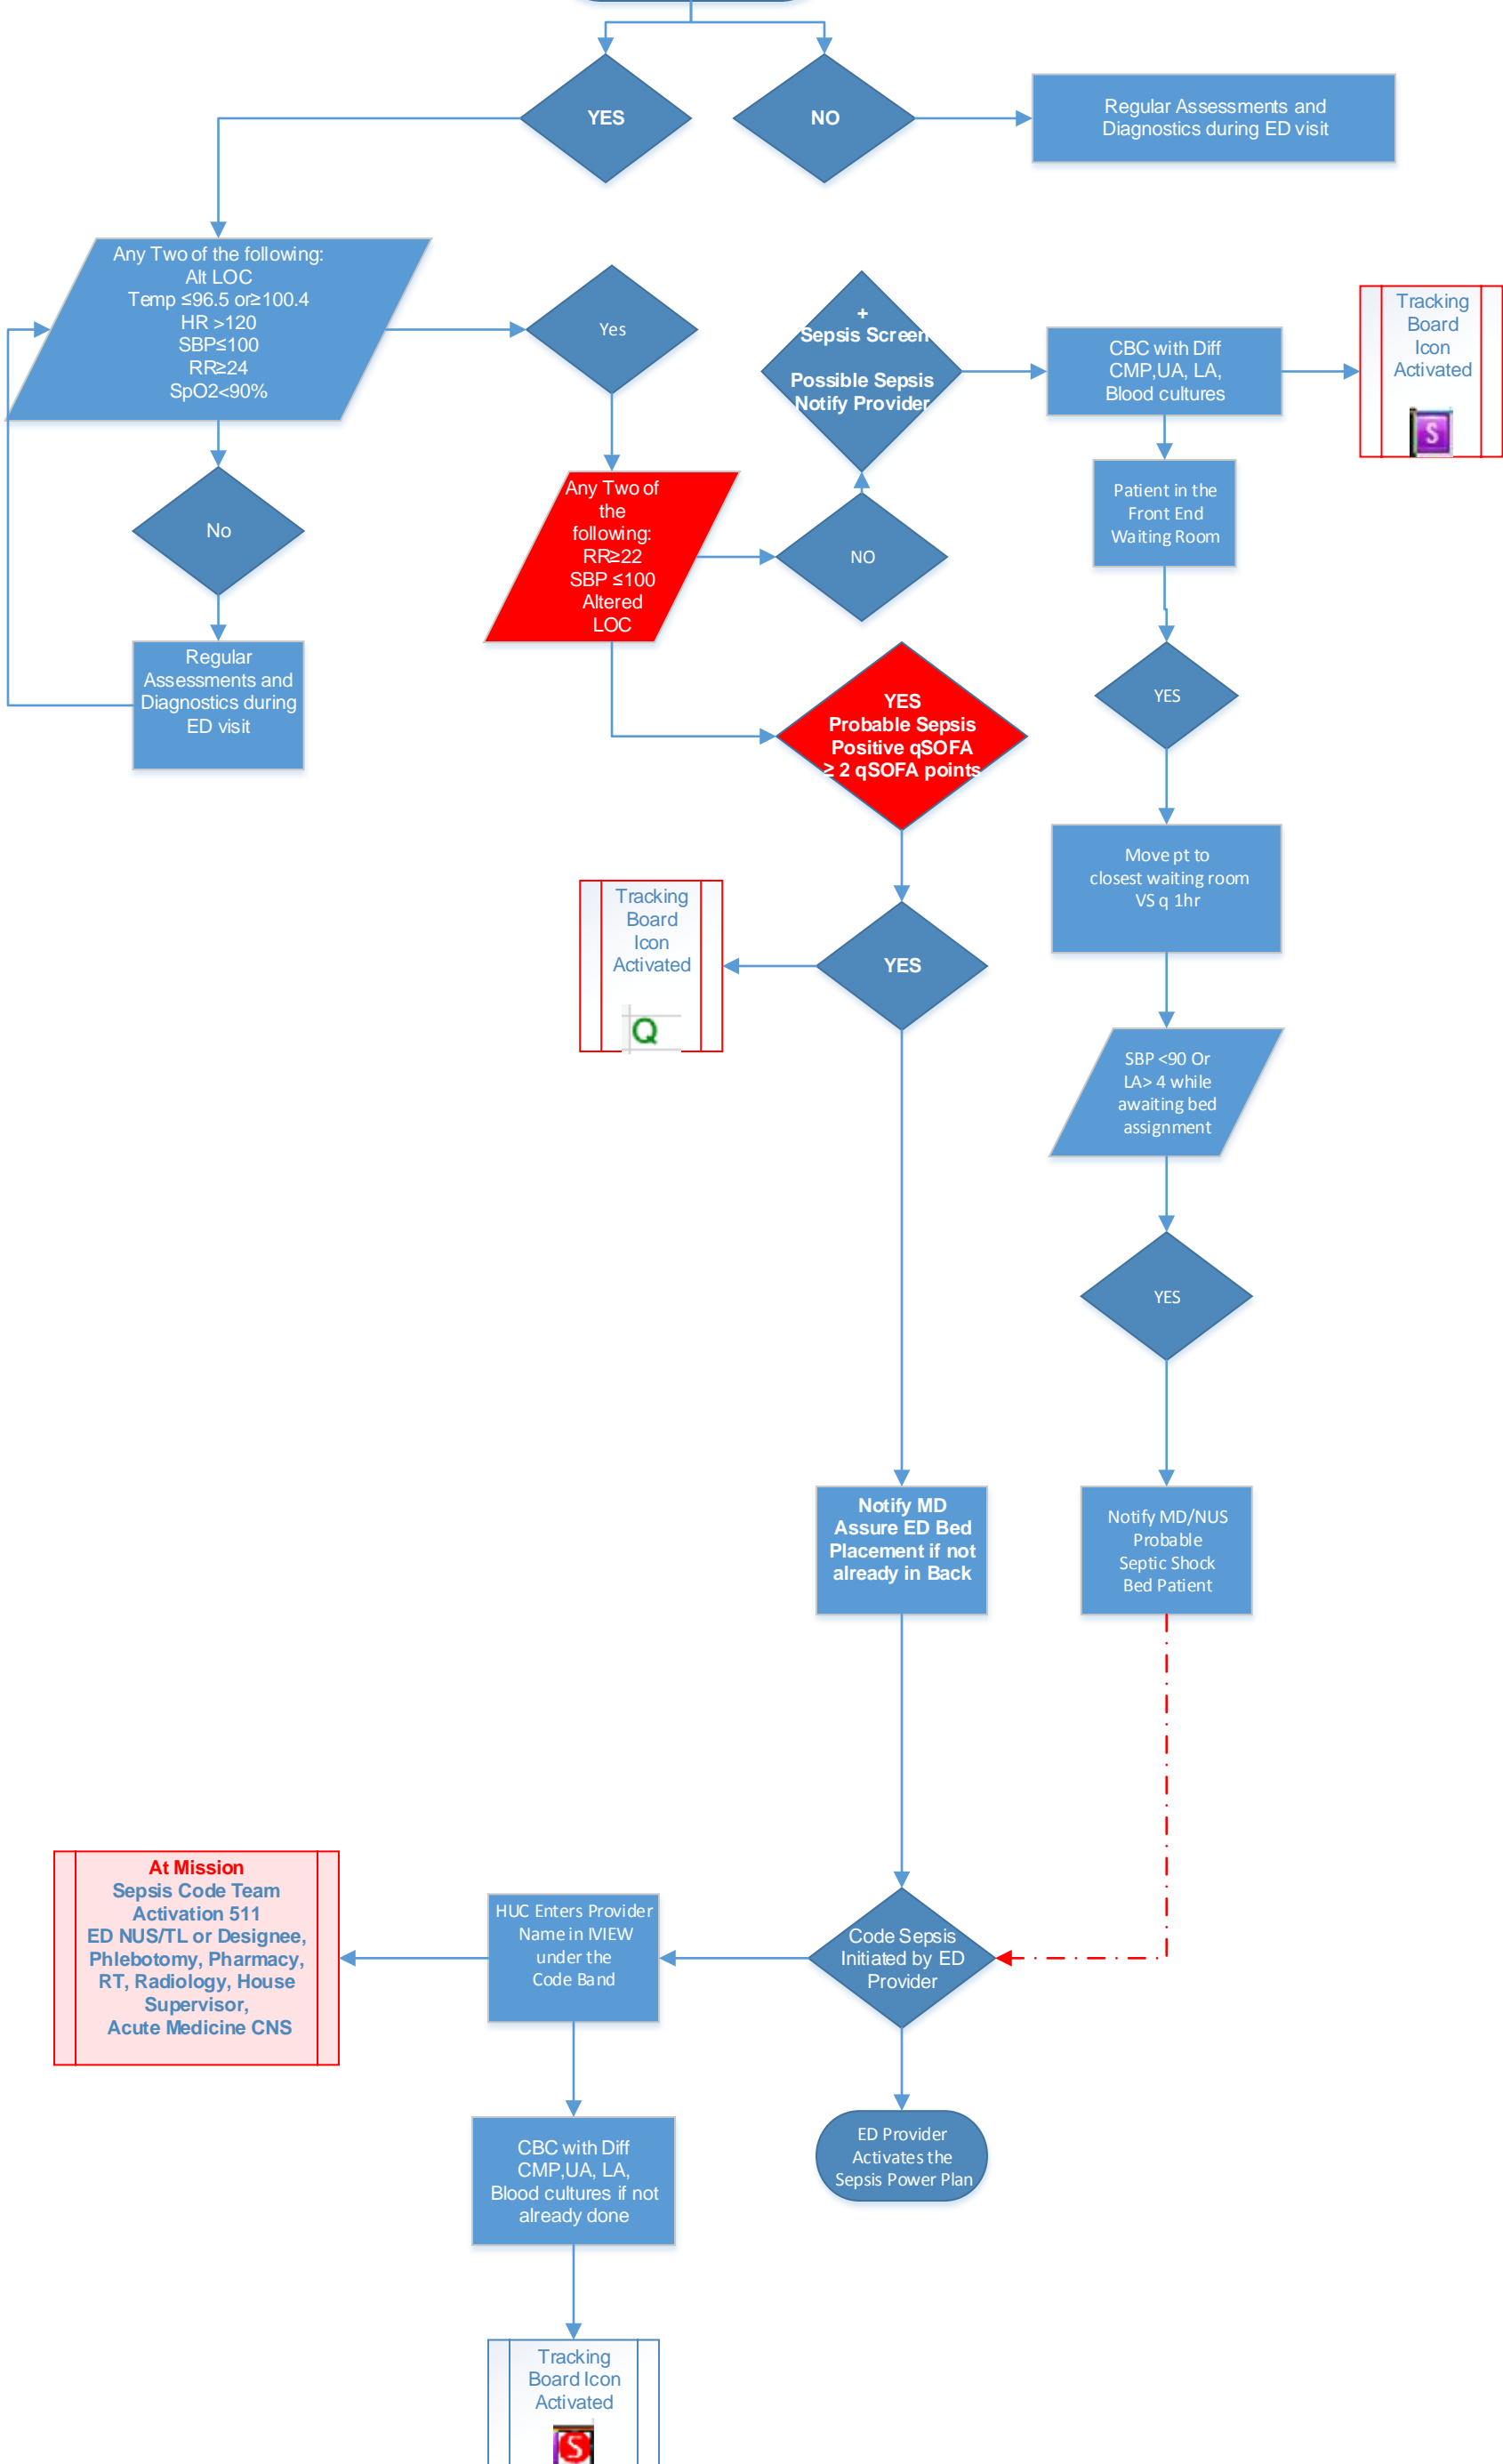 YES
NO
Regular Assessments and
Diagnostics during ED visit
Any Two of the following:
Alt LOC
Temp ≤96.5 or≥100.4
HR >120
SBP≤100
RR≥24
SpO2<90%
Yes
+
Sepsis Screen
Possible Sepsis
Notify Provider
CBC with Diff
CMP,UA, LA,
Blood cultures
Tracking
Board
Icon
Activated
S
No
Any Two of
the
following:
RR≥22
SBP ≤100
Altered
LOC
NO
Patient in the
Front End
Waiting Room
Regular
Assessments and
Diagnostics during
ED visit
YES
Probable Sepsis
Positive qSOFA
≥ 2 qSOFA points
YES
Move pt to
closest waiting room
VS q 1hr
Tracking
Board
Icon
Activated
Q
YES
SBP <90 Or
LA> 4 while
awaiting bed
assignment
YES
Notify MD
Assure ED Bed
Placement if not
already in Back
Notify MD/NUS
Probable
Septic Shock
Bed Patient
At Mission
Sepsis Code Team
Activation 511
ED NUS/TL or Designee,
Phlebotomy, Pharmacy,
RT, Radiology, House
Supervisor,
Acute Medicine CNS
HUC Enters Provider
Name in IVIEW
under the
Code Band
Code Sepsis
Initiated by ED
Provider
CBC with Diff
CMP,UA, LA,
Blood cultures if not
already done
ED Provider
Activates the
Sepsis Power Plan
Tracking
Board Icon
Activated
S